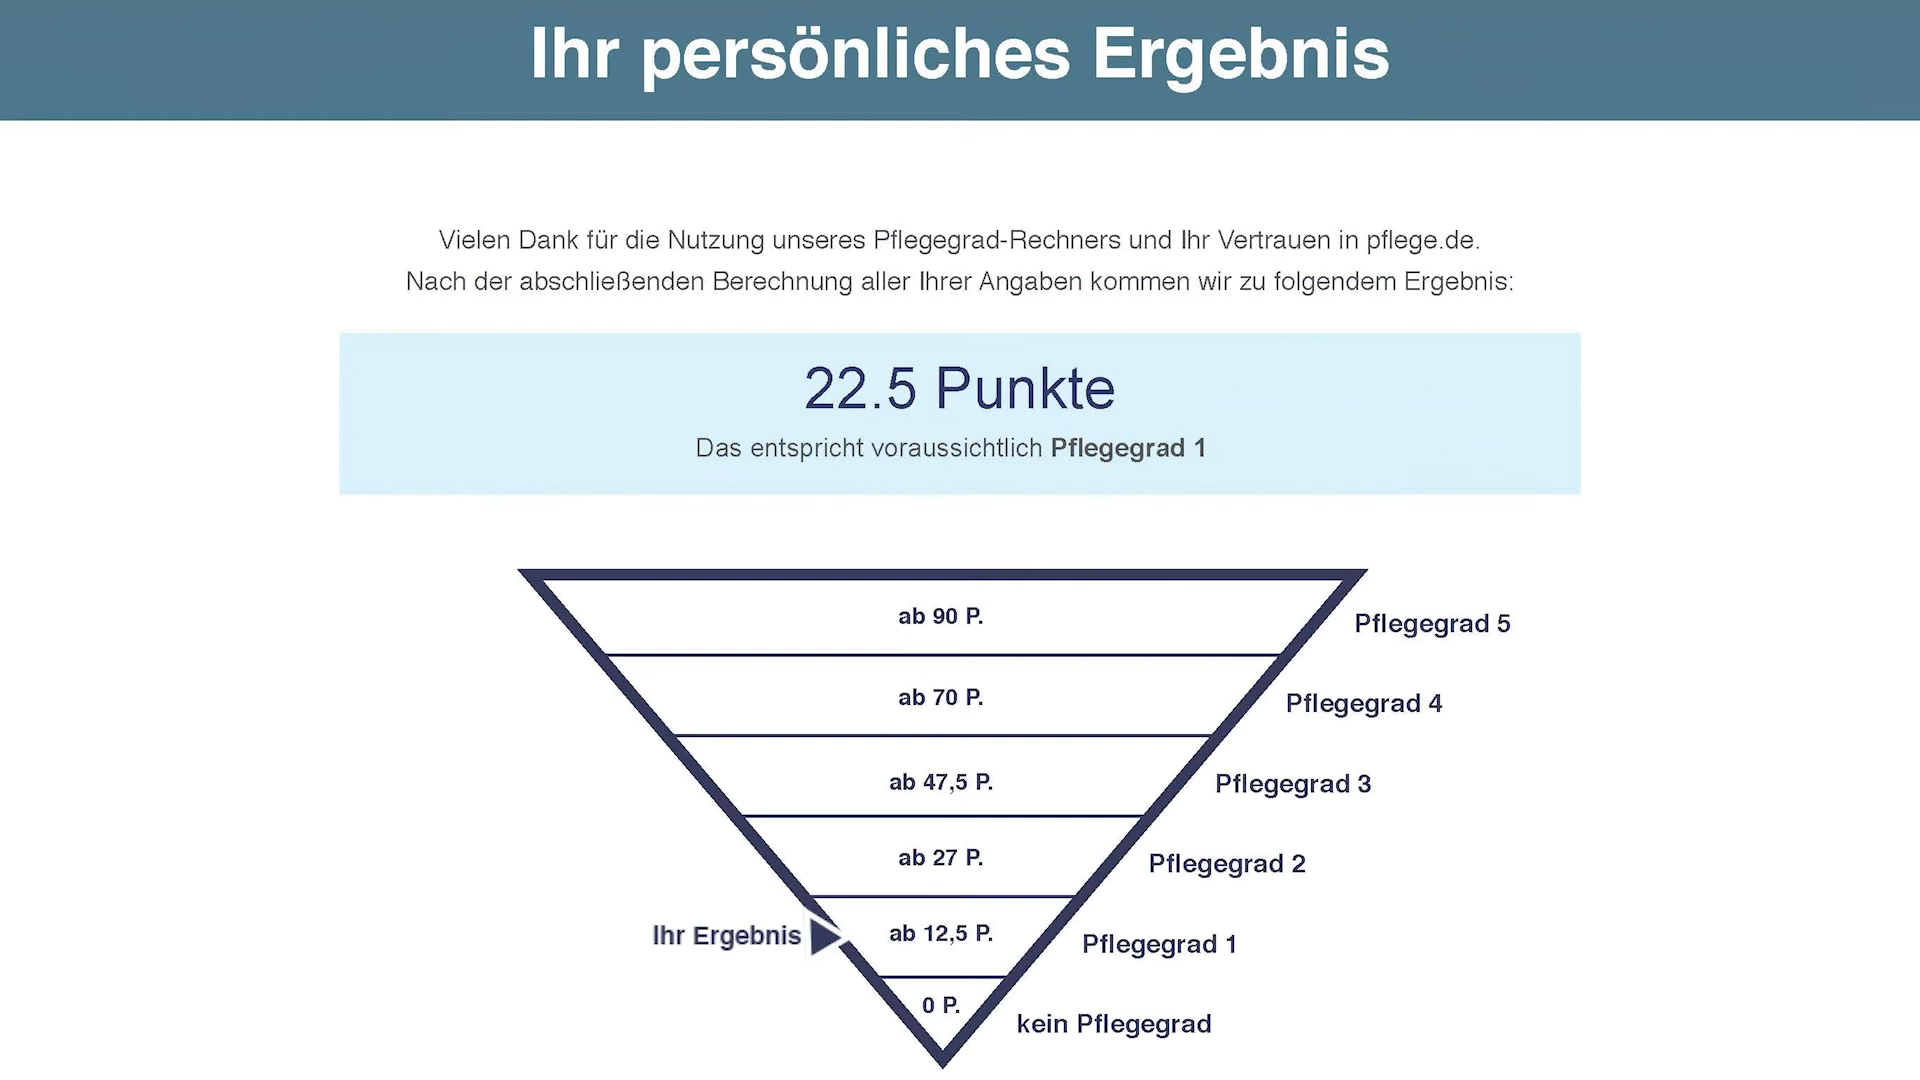 Ihr persönliches Ergebnis
Vielen Dank für die Nutzung unseres Pflegegrad-Rechners und Ihr Vertrauen in pflege.de.
Nach der abschließenden Berechnung aller Ihrer Angaben kommen wir zu folgendem Ergebnis:
22.5 Punkte
Das entspricht voraussichtlich Pflegegrad 1
ab 90 P.
Pflegegrad 5
ab 70 P.
Pflegegrad 4
ab 47,5 P.
Pflegegrad 3
ab 27 P.
Pflegegrad 2
Ihr Ergebnis
ab 12,5 P.
Pflegegrad 1
0 P.
kein Pflegegrad